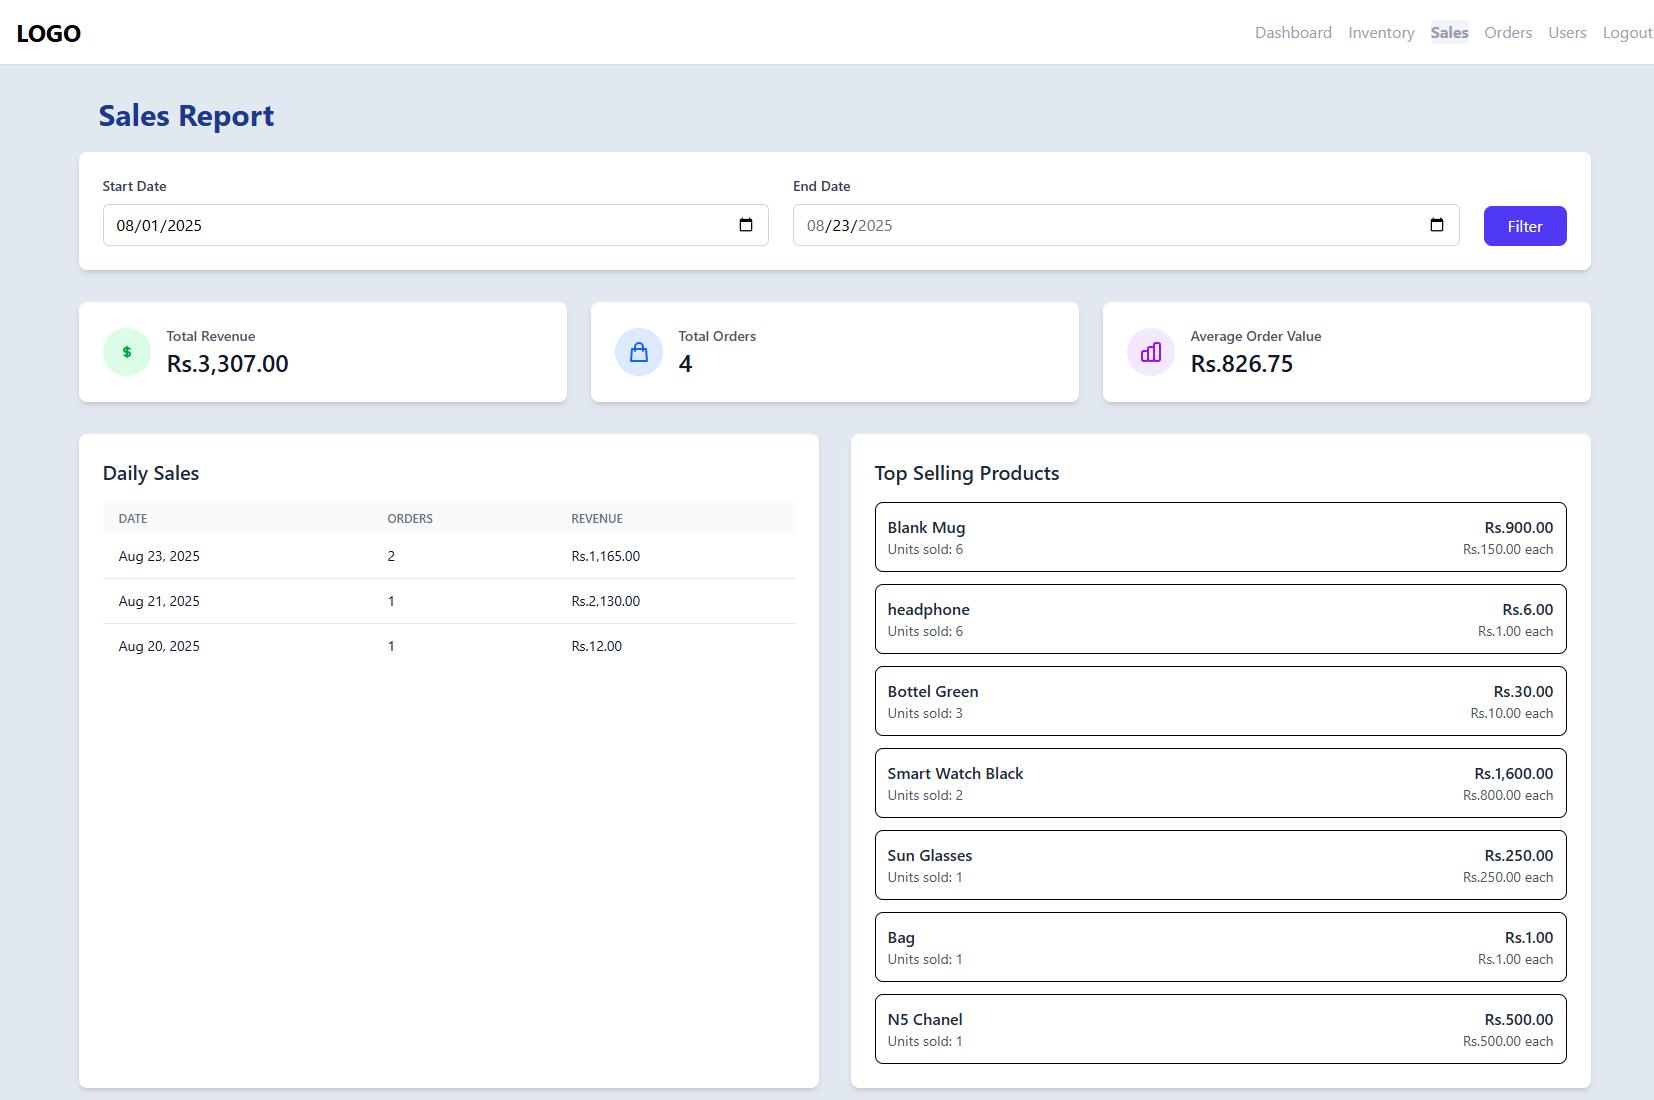 LOGO
Dashboard Inventory Sales Orders Users Logout
Sales Report
Start Date
08/01/2025
End Date
08/23/2025
Filter
Total Revenue
Rs.3,307.00
Total Orders
4
Average Order Value
Rs.826.75
Daily Sales
DATE ORDERS REVENUE
Aug 23, 2025 2 Rs.1,165.00
Aug 21, 2025 1 Rs.2,130.00
Aug 20, 2025 1 Rs.12.00
Top Selling Products
Blank Mug Rs.900.00
Units sold: 6 Rs.150.00 each
headphone Rs.6.00
Units sold: 6 Rs.1.00 each
Bottel Green Rs.30.00
Units sold: 3 Rs.10.00 each
Smart Watch Black Rs.1,600.00
Units sold: 2 Rs.800.00 each
Sun Glasses Rs.250.00
Units sold: 1 Rs.250.00 each
Bag Rs.1.00
Units sold: 1 Rs.1.00 each
N5 Chanel Rs.500.00
Units sold: 1 Rs.500.00 each